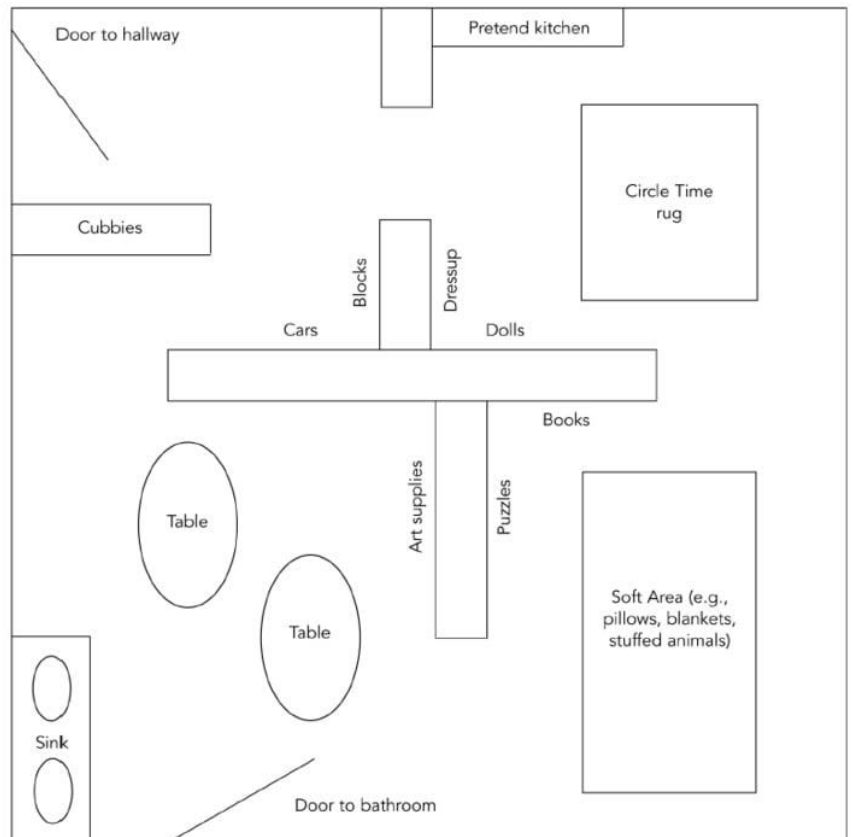 Door to hallway
Pretend kitchen
Circle Time
rug
Cubbies
Blocks
Dressup
Cars
Dolls
Books
Table
Art supplies
Puzzles
Table
Soft Area (e.g.,
pillows, blankets,
stuffed animals)
Sink
Door to bathroom